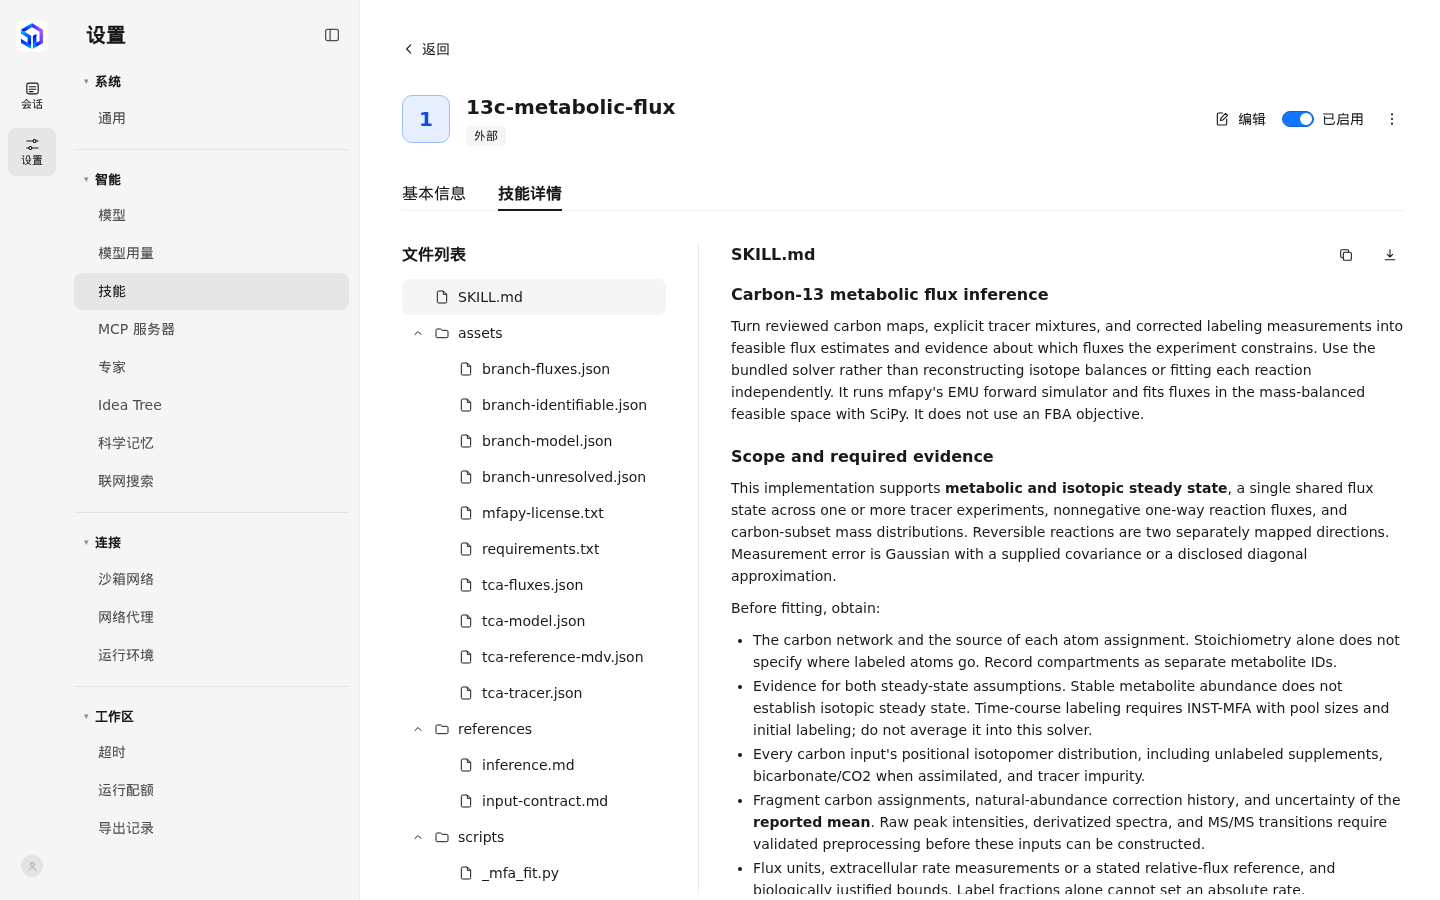 会话
设置
设置
系统
通用
智能
模型
模型用量
技能
MCP 服务器
专家
Idea Tree
科学记忆
联网搜索
连接
沙箱网络
网络代理
运行环境
工作区
超时
运行配额
导出记录
返回
1
13c-metabolic-flux
外部
编辑
已启用
基本信息
技能详情
文件列表
SKILL.md
assets
branch-fluxes.json
branch-identifiable.json
branch-model.json
branch-unresolved.json
mfapy-license.txt
requirements.txt
tca-fluxes.json
tca-model.json
tca-reference-mdv.json
tca-tracer.json
references
inference.md
input-contract.md
scripts
_mfa_fit.py
SKILL.md
Carbon-13 metabolic flux inference
Turn reviewed carbon maps, explicit tracer mixtures, and corrected labeling measurements into
feasible flux estimates and evidence about which fluxes the experiment constrains. Use the
bundled solver rather than reconstructing isotope balances or fitting each reaction
independently. It runs mfapy's EMU forward simulator and fits fluxes in the mass-balanced
feasible space with SciPy. It does not use an FBA objective.
Scope and required evidence
This implementation supports metabolic and isotopic steady state, a single shared flux
state across one or more tracer experiments, nonnegative one-way reaction fluxes, and
carbon-subset mass distributions. Reversible reactions are two separately mapped directions.
Measurement error is Gaussian with a supplied covariance or a disclosed diagonal
approximation.
Before fitting, obtain:
• The carbon network and the source of each atom assignment. Stoichiometry alone does not
specify where labeled atoms go. Record compartments as separate metabolite IDs.
• Evidence for both steady-state assumptions. Stable metabolite abundance does not
establish isotopic steady state. Time-course labeling requires INST-MFA with pool sizes and
initial labeling; do not average it into this solver.
• Every carbon input's positional isotopomer distribution, including unlabeled supplements,
bicarbonate/CO2 when assimilated, and tracer impurity.
• Fragment carbon assignments, natural-abundance correction history, and uncertainty of the
reported mean. Raw peak intensities, derivatized spectra, and MS/MS transitions require
validated preprocessing before these inputs can be constructed.
• Flux units, extracellular rate measurements or a stated relative-flux reference, and
biologically justified bounds. Label fractions alone cannot set an absolute rate.